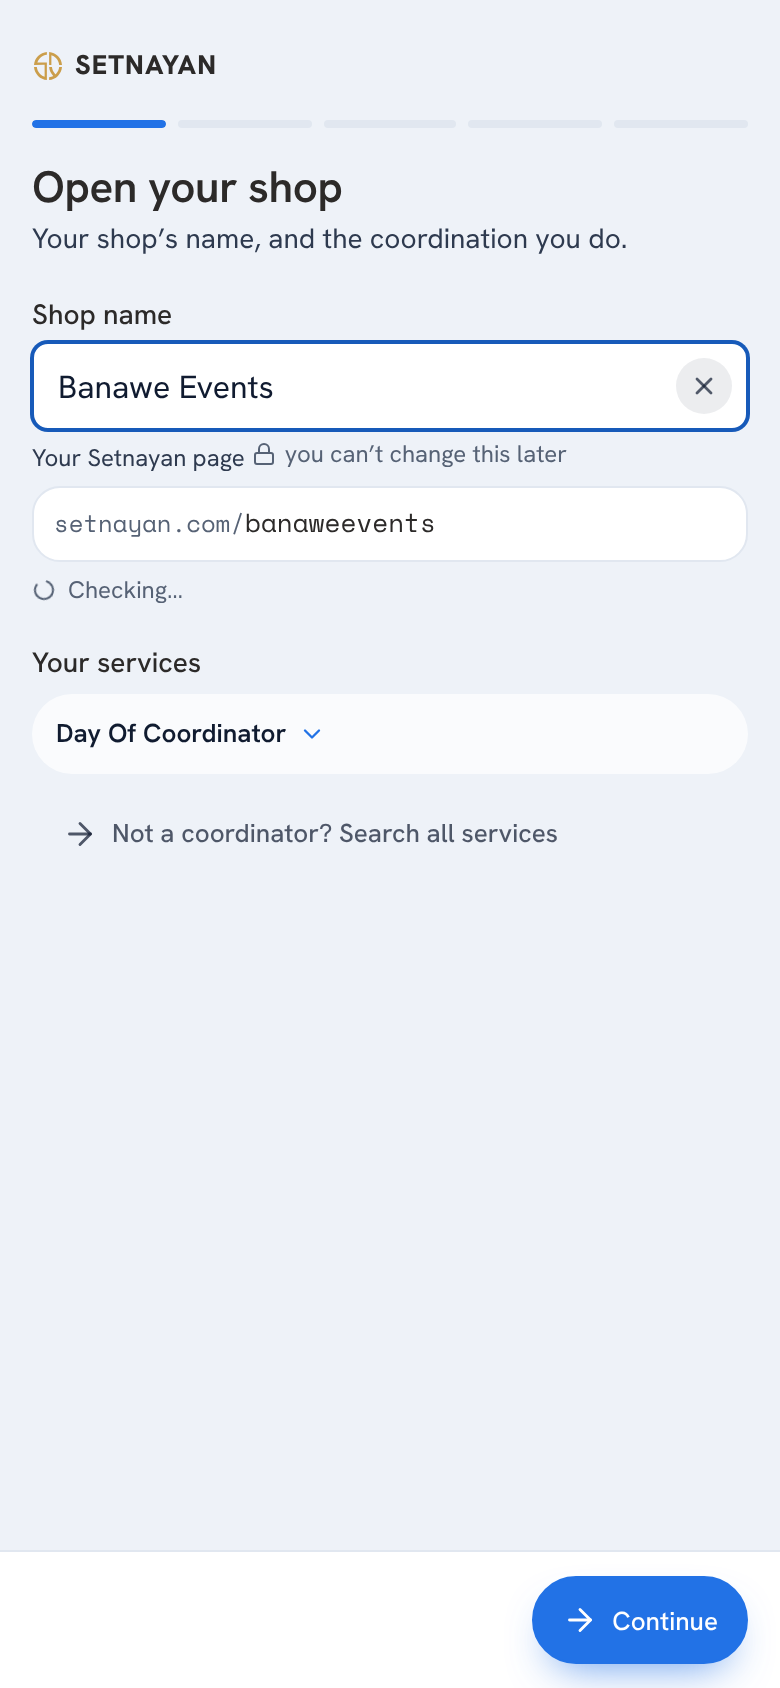 SETNAYAN
Open your shop
Your shop’s name, and the coordination you do.
Shop name
Banawe Events
Your Setnayan page you can’t change this later
setnayan.com/banaweevents
Checking...
Your services
Day Of Coordinator
Not a coordinator? Search all services
Continue